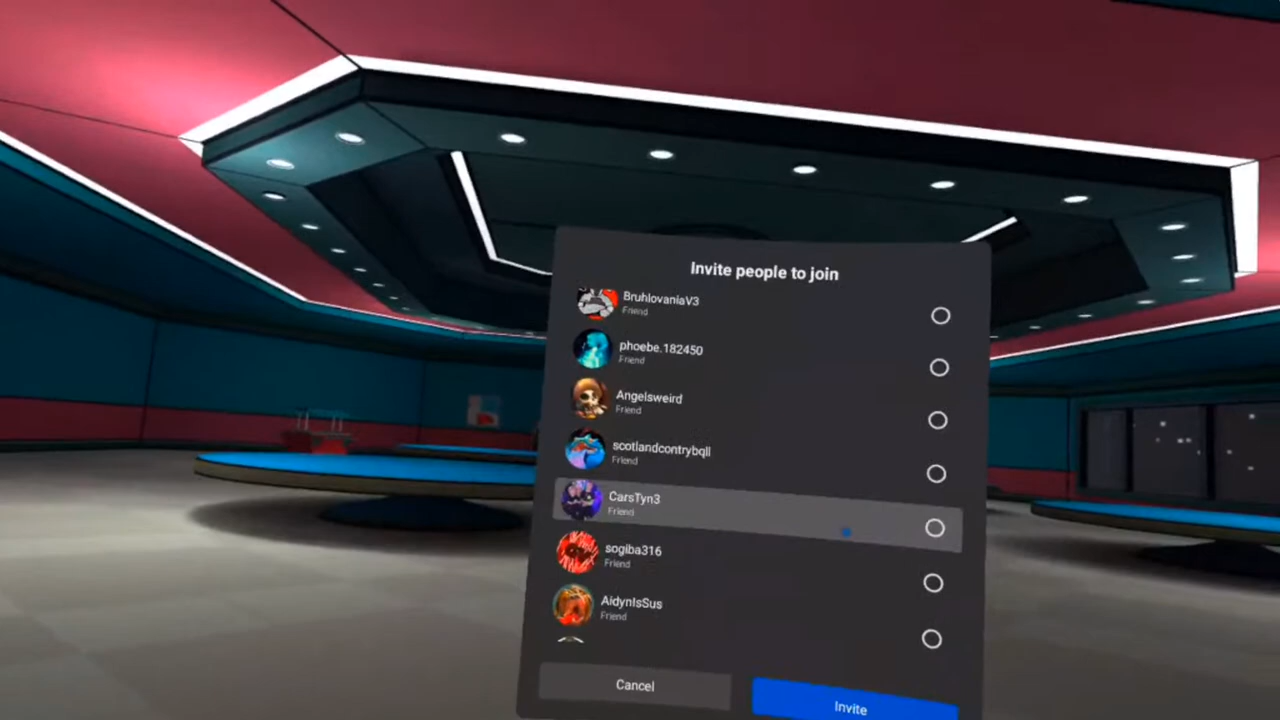 Invite people to join
BruhlovaniaV3
Friend
phoebe.182450
Friend
Angelsweird
Friend
scotlandcontrybqll
Friend
CarsTyn3
Friend
sogiba316
Friend
AidynIsSus
Friend
Cancel
Invite